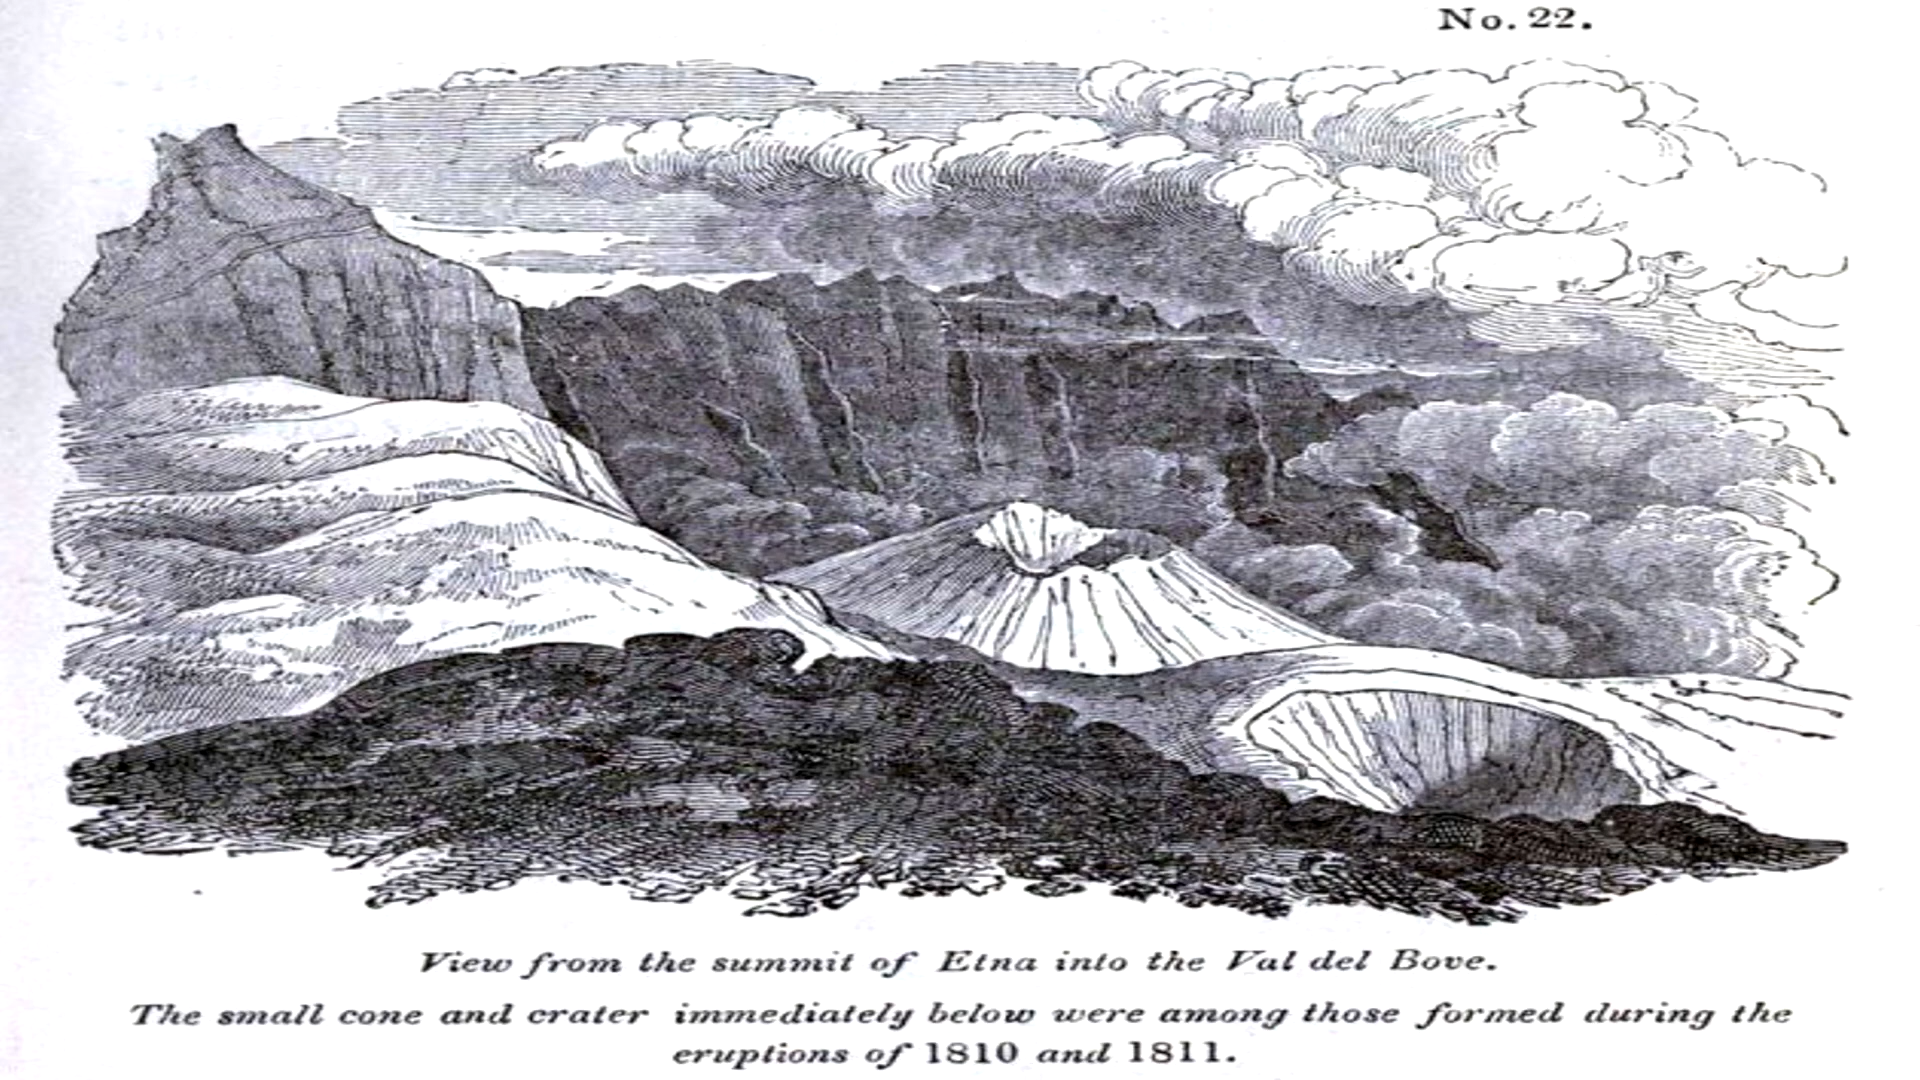 No. 22.
View from the summit of Etna into the Val del Bove.
The small cone and crater immediately below were among those formed during the
eruptions of 1810 and 1811.